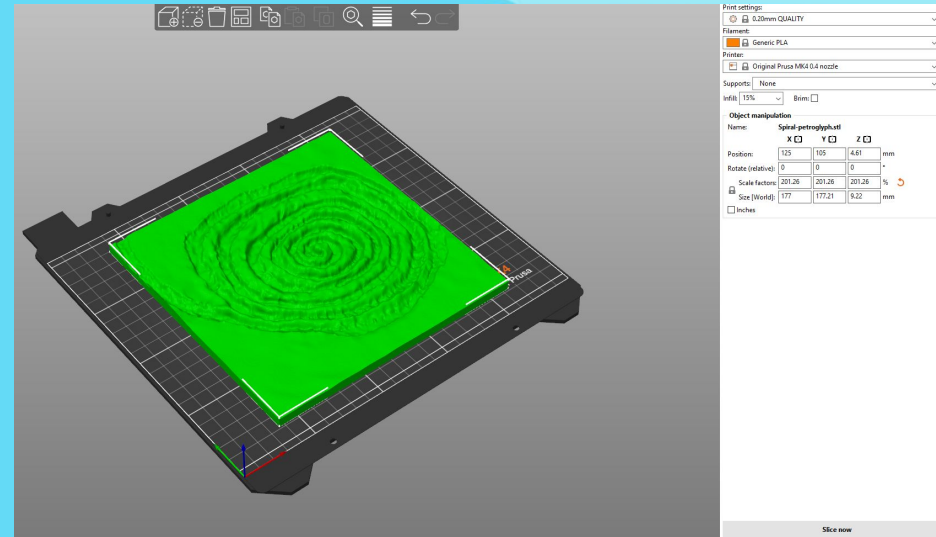 Print settings:
0.20mm QUALITY
Filament:
Generic PLA
Printer:
Original Prusa MK4 0.4 nozzle
Supports: None
Infill: 15% Brim:
Object manipulation
Name: Spiral-petroglyph.stl
X Y Z
Position: 125 105 4.61 mm
Rotate (relative): 0 0 0 °
Scale factors: 201.26 201.26 201.26 %
Size [World]: 177 177.21 9.22 mm
Inches
4
Prusa
Slice now